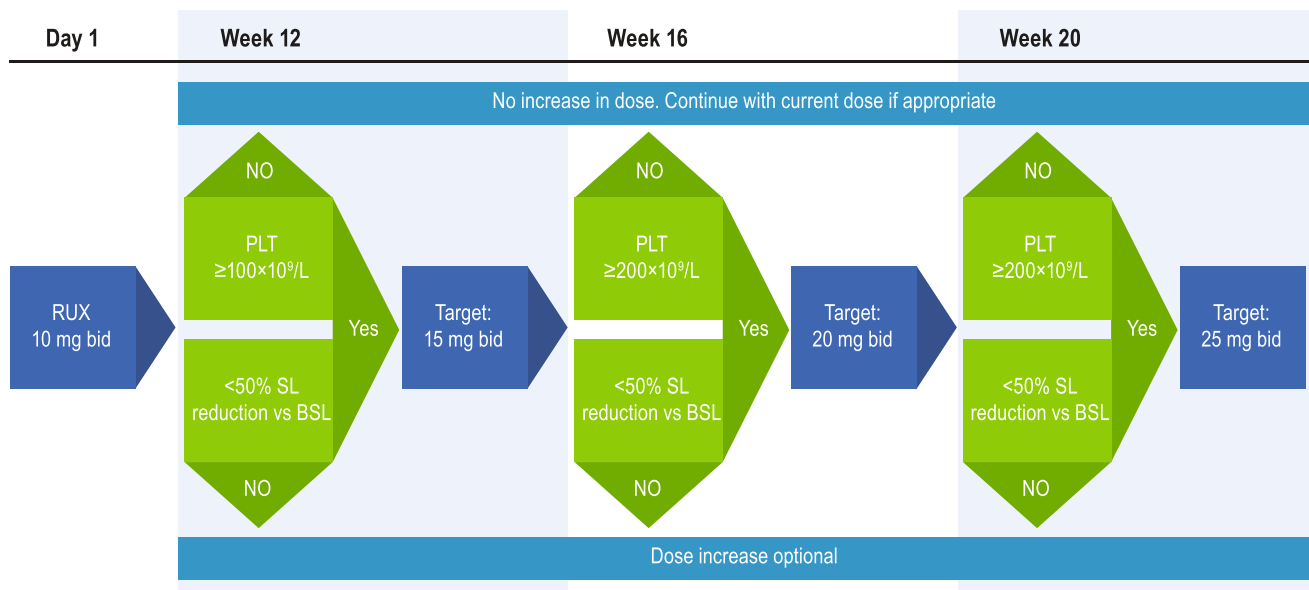 Day 1
Week 12
Week 16
Week 20
No increase in dose. Continue with current dose if appropriate
NO
NO
NO
PLT
≥100×10⁹/L
PLT
≥200×10⁹/L
PLT
≥200×10⁹/L
RUX
10 mg bid
Yes
Target:
15 mg bid
Yes
Target:
20 mg bid
Yes
Target:
25 mg bid
<50% SL
reduction vs BSL
<50% SL
reduction vs BSL
<50% SL
reduction vs BSL
NO
NO
NO
Dose increase optional